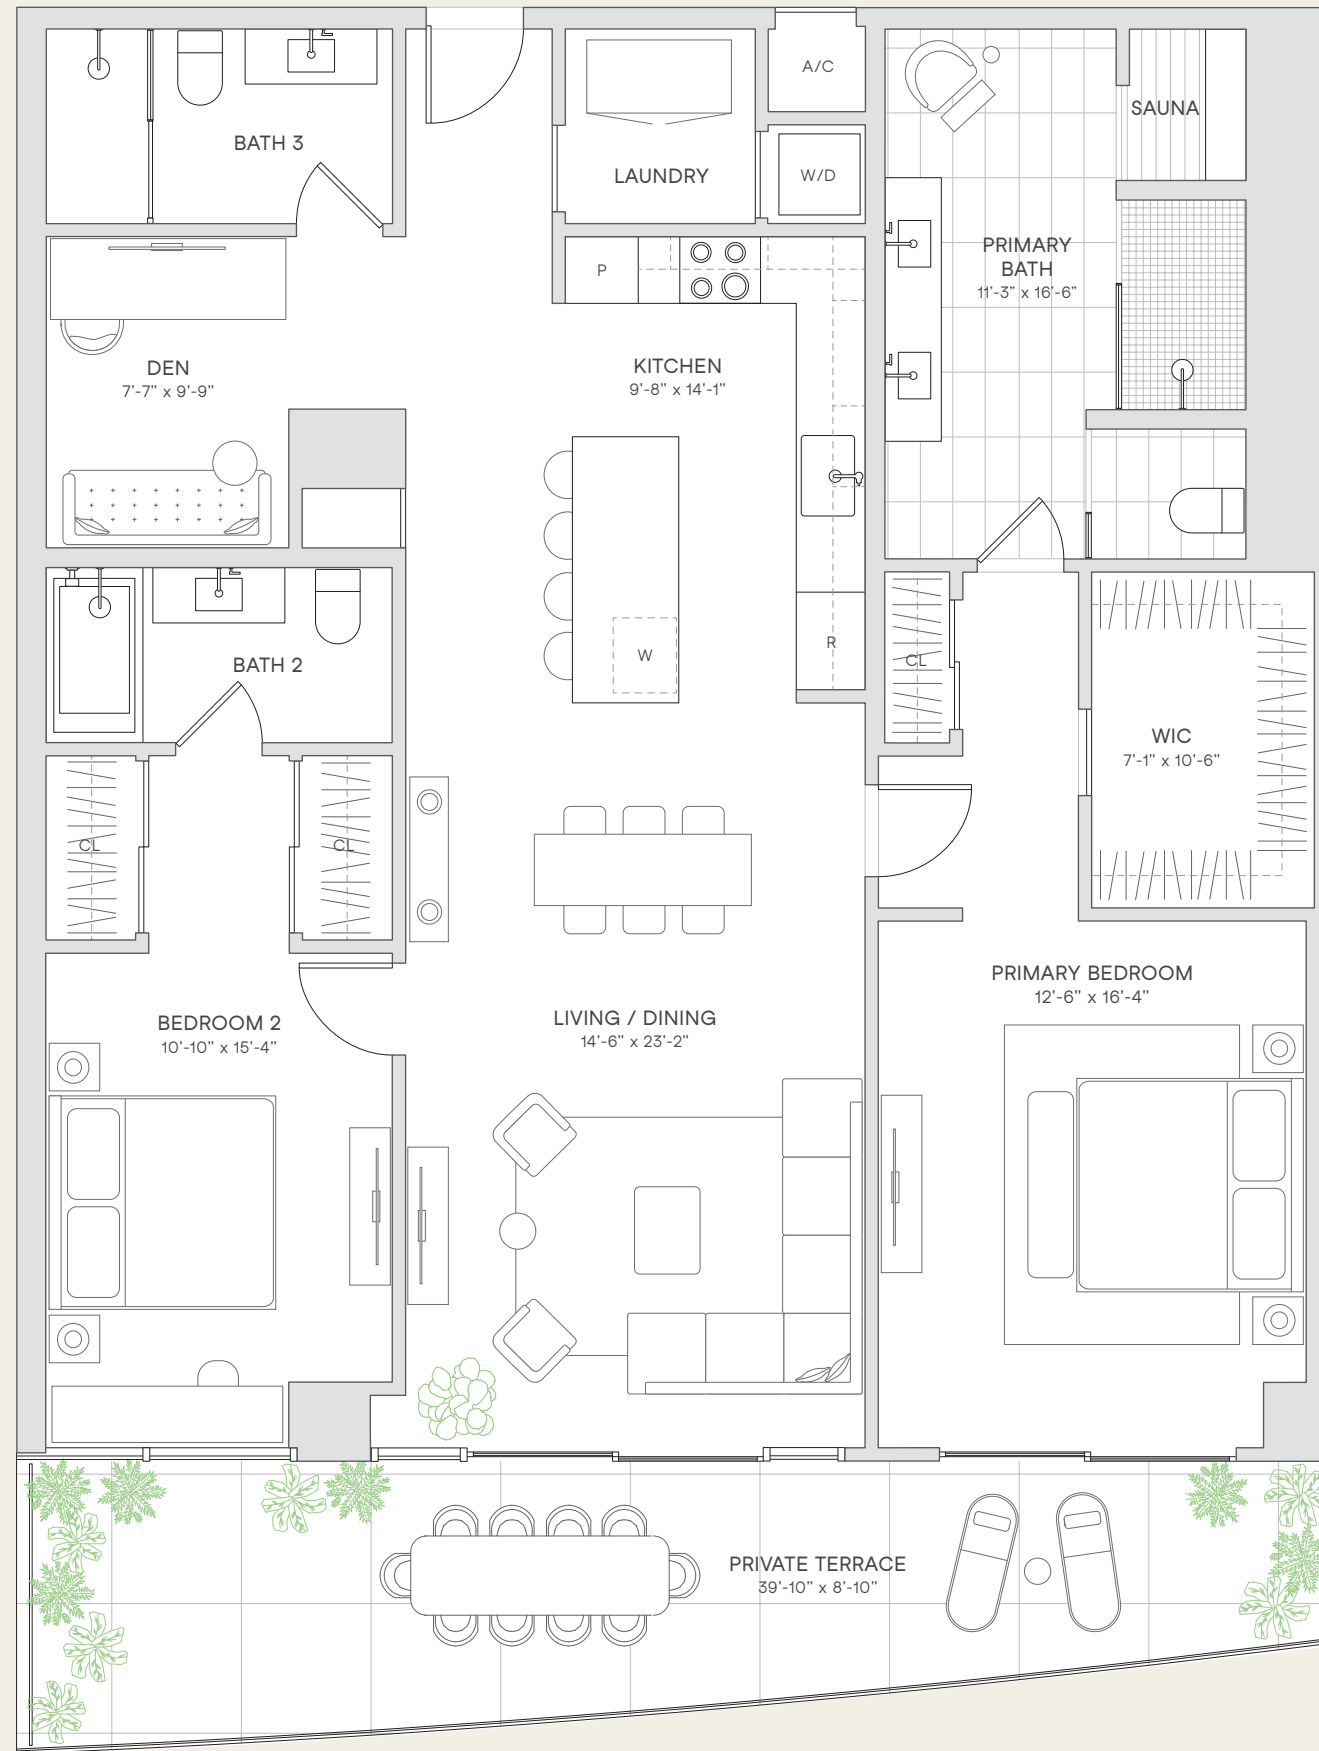 A/C
SAUNA
BATH 3
LAUNDRY
W/D
PRIMARY
BATH
11'-3" x 16'-6"
P
DEN
7'-7" x 9'-9"
KITCHEN
9'-8" x 14'-1"
BATH 2
W
R
CL
WIC
7'-1" x 10'-6"
CL
CL
PRIMARY BEDROOM
12'-6" x 16'-4"
BEDROOM 2
10'-10" x 15'-4"
LIVING / DINING
14'-6" x 23'-2"
PRIVATE TERRACE
39'-10" x 8'-10"